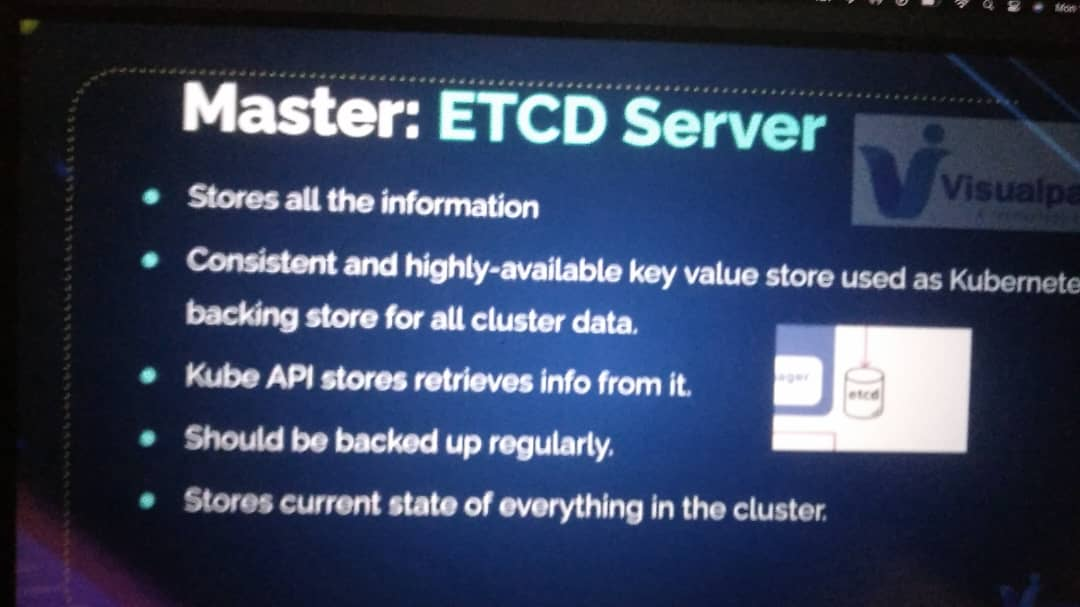 Mon
Master: ETCD Server
Visualpa
Stores all the information
Consistent and highly-available key value store used as Kubernete
backing store for all cluster data.
Kube API stores retrieves info from it.
ager
etcd
Should be backed up regularly.
Stores current state of everything in the cluster.